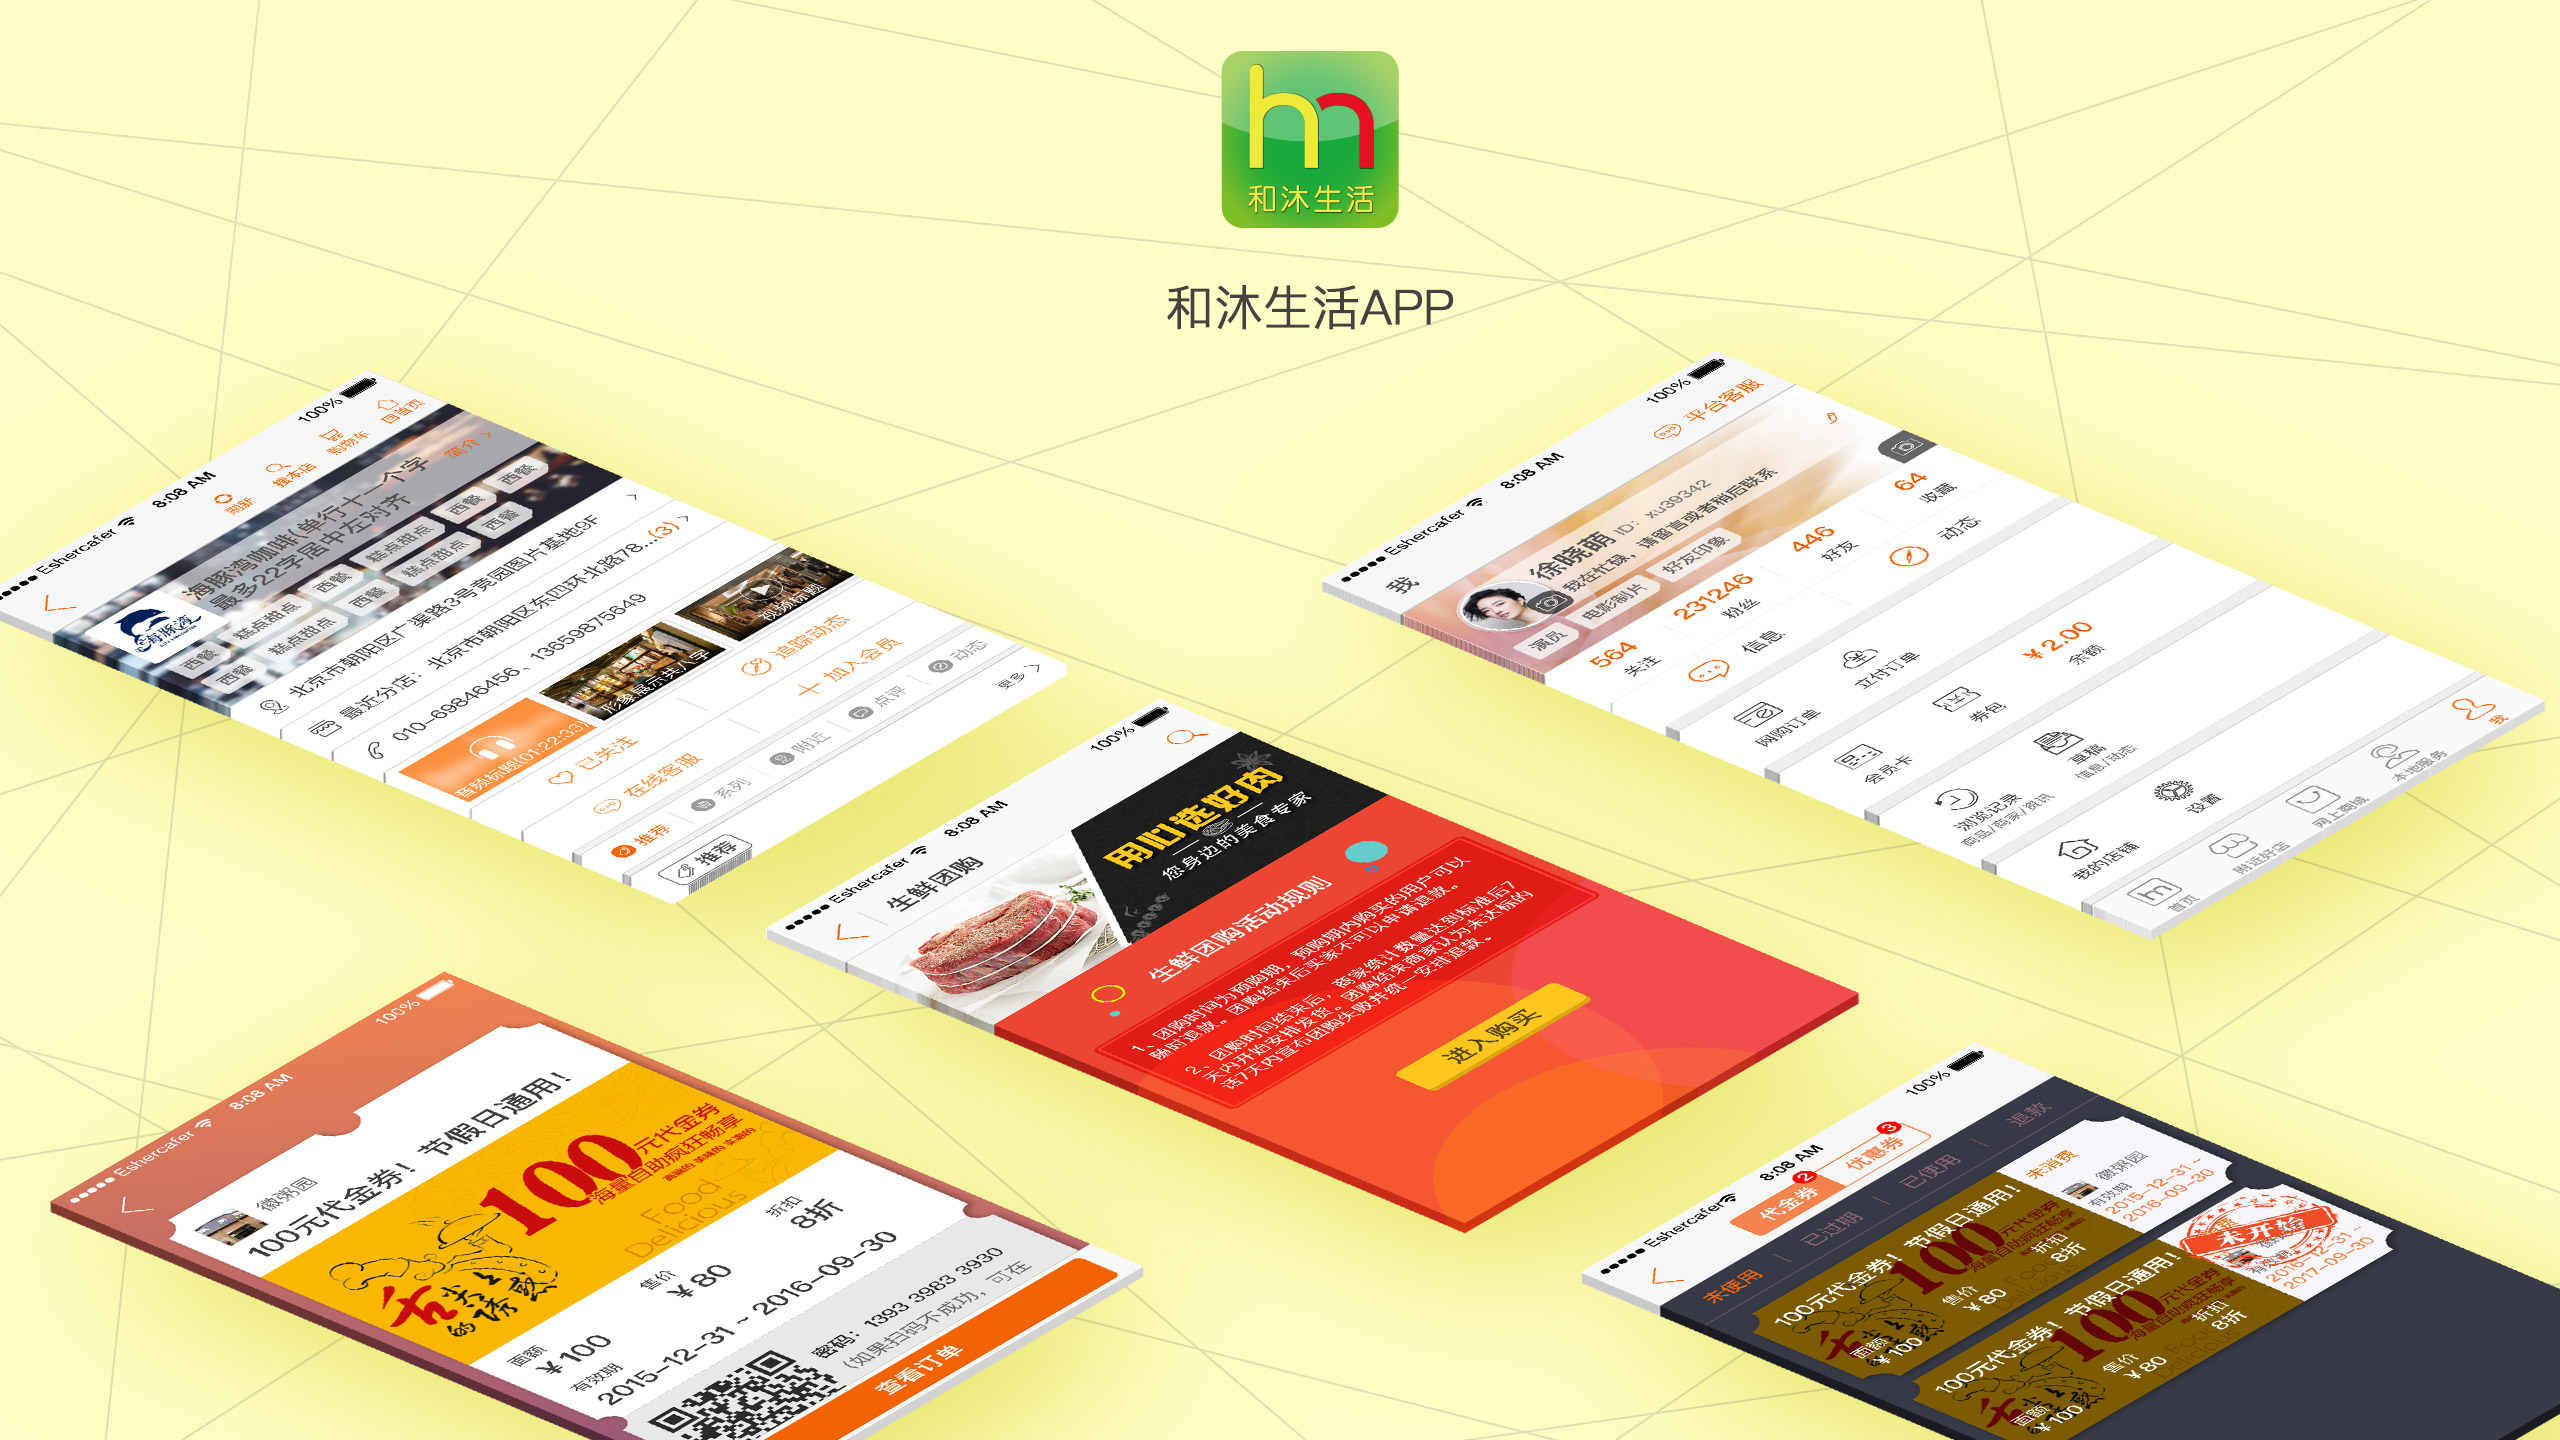 和沐生活
和沐生活APP
Eshercafer
8:08 AM
100%
刷新
搜本店
购物车
回首页
海豚湾
海豚湾咖啡(单行十一个字
最多22字居中左对齐
简介
西餐
糕点甜点
西餐
糕点甜点
西餐
西餐
西餐
糕点甜点
西餐
糕点甜点
西餐
北京市朝阳区广渠路3号竞园图片基地9F
最近分店：北京市朝阳区东四环北路78...(3)
010-69846456、13659875649
音频标题(01:22:33)
形象展示共八字
视频标题
已关注
追踪动态
在线客服
加入会员
推荐
系列
附近
点评
动态
推荐
更多
Eshercafer
8:08 AM
100%
我
平台客服
徐晓萌 ID：xu39342
我在忙碌，请留言或者稍后联系
演员
电影制片
好友印象
564
关注
231246
粉丝
446
好友
64
收藏
信息
动态
网购订单
立付订单
会员卡
券包
¥2.00
余额
浏览记录
商品/商家/资讯
草稿
信息/动态
我的店铺
设置
首页
附近好店
网上商城
本地服务
我
Eshercafer
8:08 AM
100%
生鲜团购
用心选好肉
您身边的美食专家
生鲜团购活动规则
1、团购时间为预购期，预购期内购买的用户可以
随时退款。团购结束后买家不可以申请退款。
2、团购时间结束后，商家统计数量达到标准后7
天内开始安排发货。团购结束商家认为未达标的
话7天内宣布团购失败并统一安排退款。
进入购买
Eshercafer
8:08 AM
100%
徽粥园
100元代金券！节假日通用！
舌尖上
的诱惑
100元代金券
海量自助疯狂畅享
高端的 美味的 实惠的
Food
Delicious
面额
¥100
售价
¥80
折扣
8折
有效期
2015-12-31 ~ 2016-09-30
密码：1393 3983 3930
(如果扫码不成功，可在
查看订单
Eshercafer
8:08 AM
100%
代金券
2
优惠券
3
未使用
已过期
已使用
退款
100元代金券！节假日通用！
100元代金券
海量自助疯狂畅享
面额
¥100
售价
¥80
折扣
8折
未消费
徽粥园
有效期
2015-12-31 ~
2016-09-30
100元代金券！节假日通用！
100元代金券
海量自助疯狂畅享
Food
Delicious
面额
¥100
售价
¥80
折扣
8折
未开始
有效期
2016-12-31 ~
2017-09-30